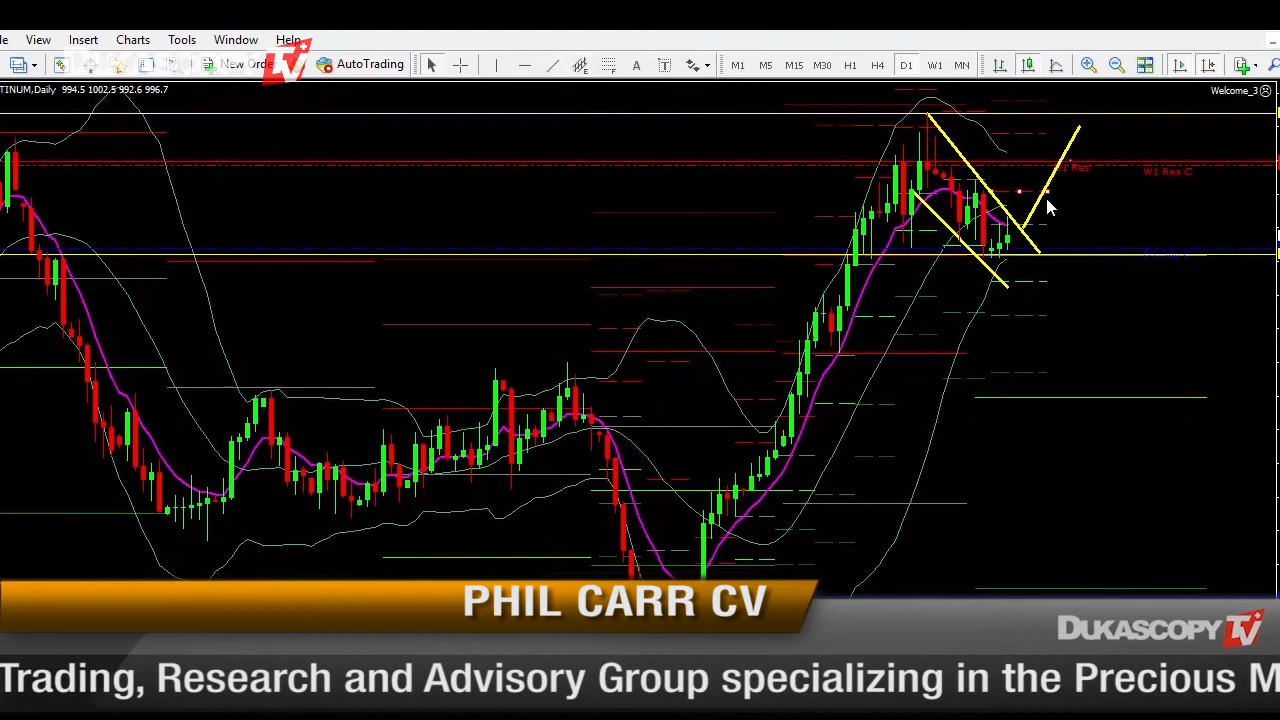 View Insert Charts Tools Window Help
New Order AutoTrading A T M1 M5 M15 M30 H1 H4 D1 W1 MN
TINUM,Daily 994.5 1002.5 992.6 996.7
Welcome_3
Res
W1 Res C
PHIL CARR CV
DUKASCOPY TV
Trading, Research and Advisory Group specializing in the Precious M